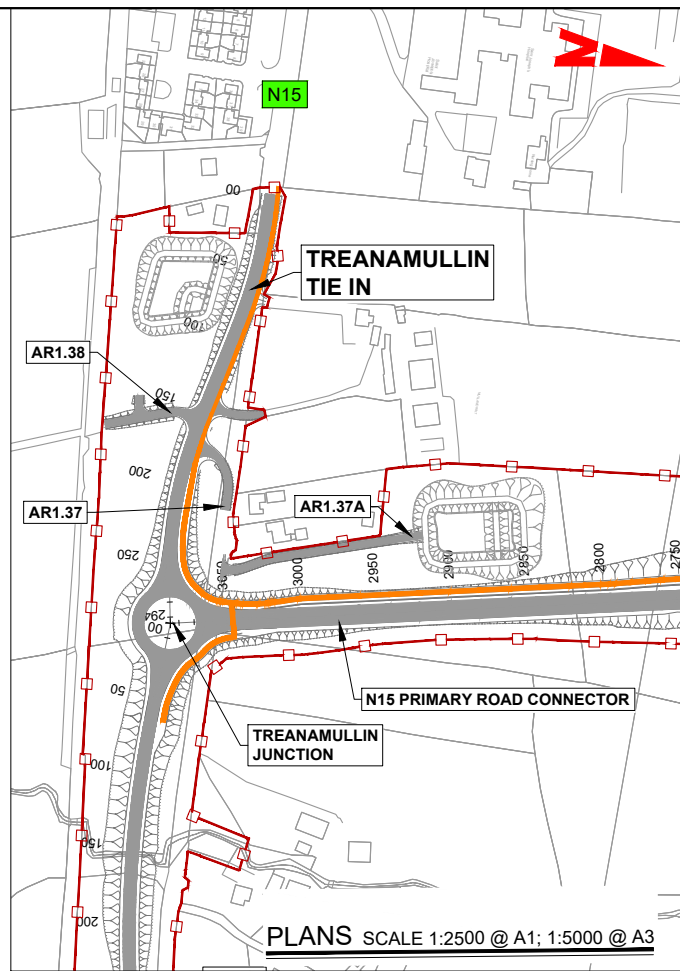 N
N15
00
50
TREANAMULLIN
TIE IN
100
AR1.38
150
200
AR1.37
AR1.37A
250
3050
3000
2950
2900
2850
2800
2750
294
00
50
N15 PRIMARY ROAD CONNECTOR
TREANAMULLIN
JUNCTION
100
150
200
PLANS SCALE 1:2500 @ A1; 1:5000 @ A3